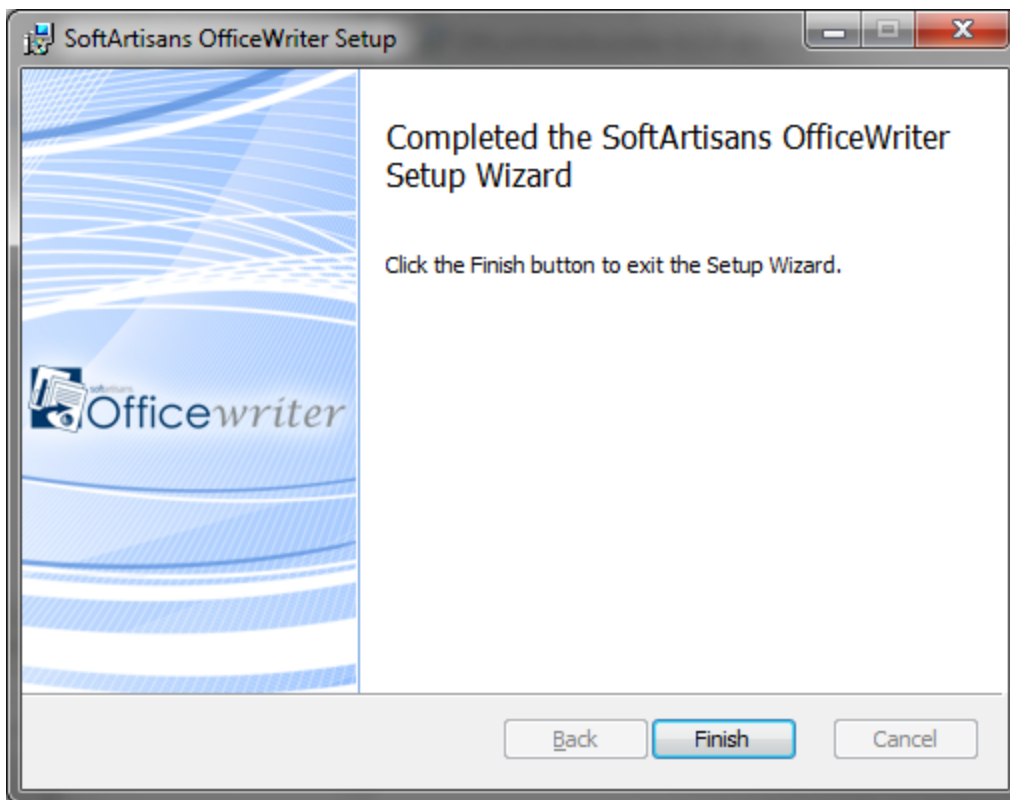 SoftArtisans OfficeWriter Setup
Completed the SoftArtisans OfficeWriter
Setup Wizard
Click the Finish button to exit the Setup Wizard.
softartisans
Officewriter
Back
Finish
Cancel